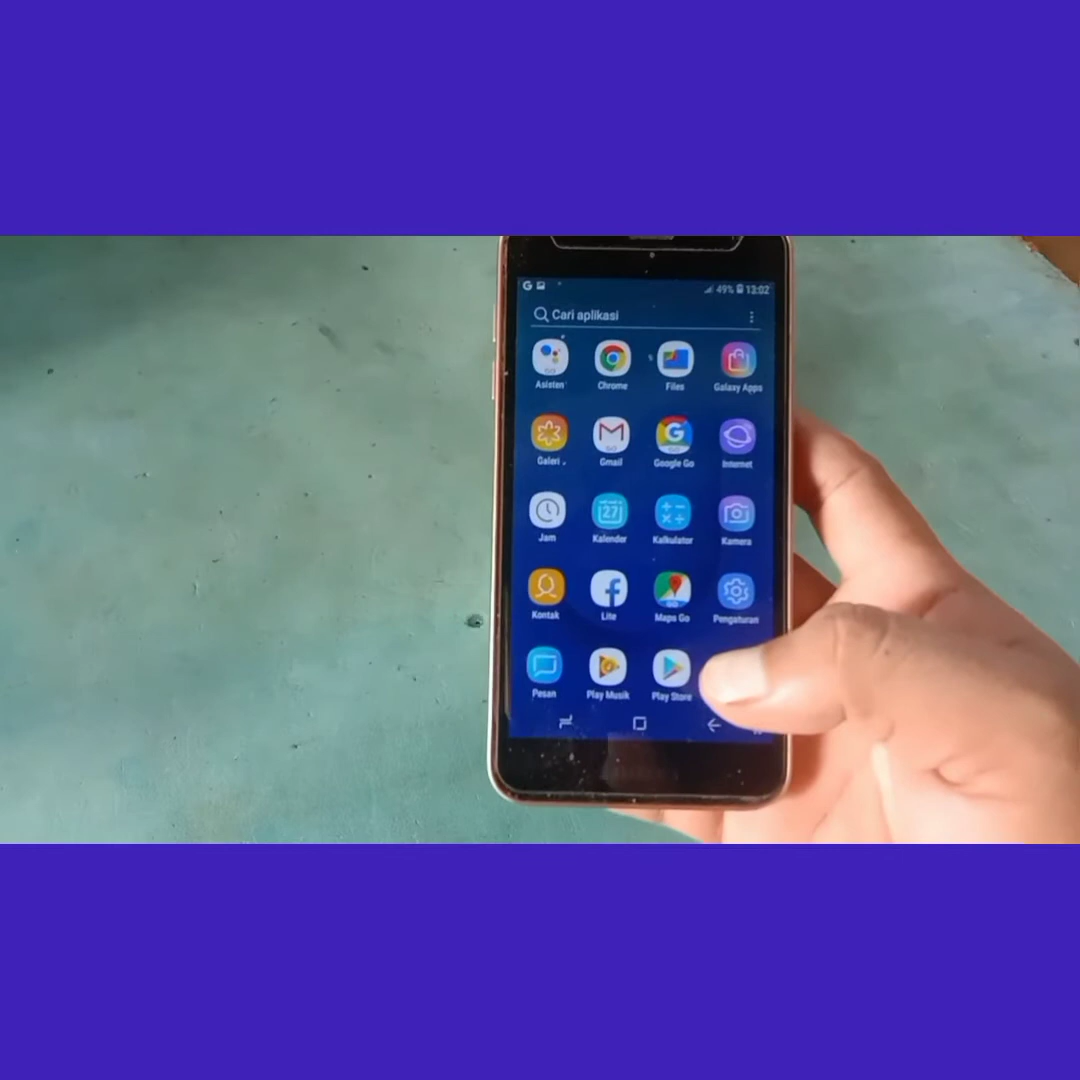 49% 13:02
Cari aplikasi
Asisten Chrome Files Galaxy Apps
Galeri Gmail Google Go Internet
27
Jam Kalender Kalkulator Kamera
Kontak Lite Maps Go Pengaturan
Pesan Play Musik Play Store